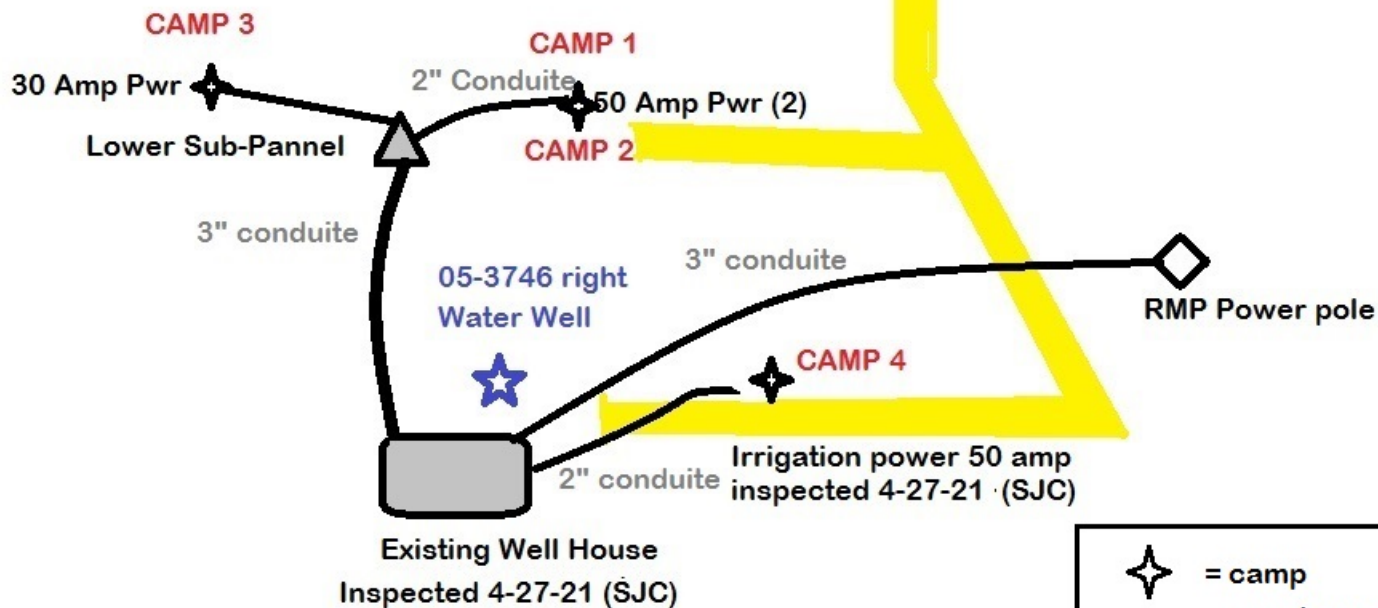 CAMP 3
CAMP 1
30 Amp Pwr
2" Conduite
50 Amp Pwr (2)
Lower Sub-Pannel
CAMP 2
3" conduite
05-3746 right
Water Well
3" conduite
RMP Power pole
CAMP 4
2" conduite
Irrigation power 50 amp
inspected 4-27-21 (SJC)
Existing Well House
Inspected 4-27-21 (SJC)
= camp